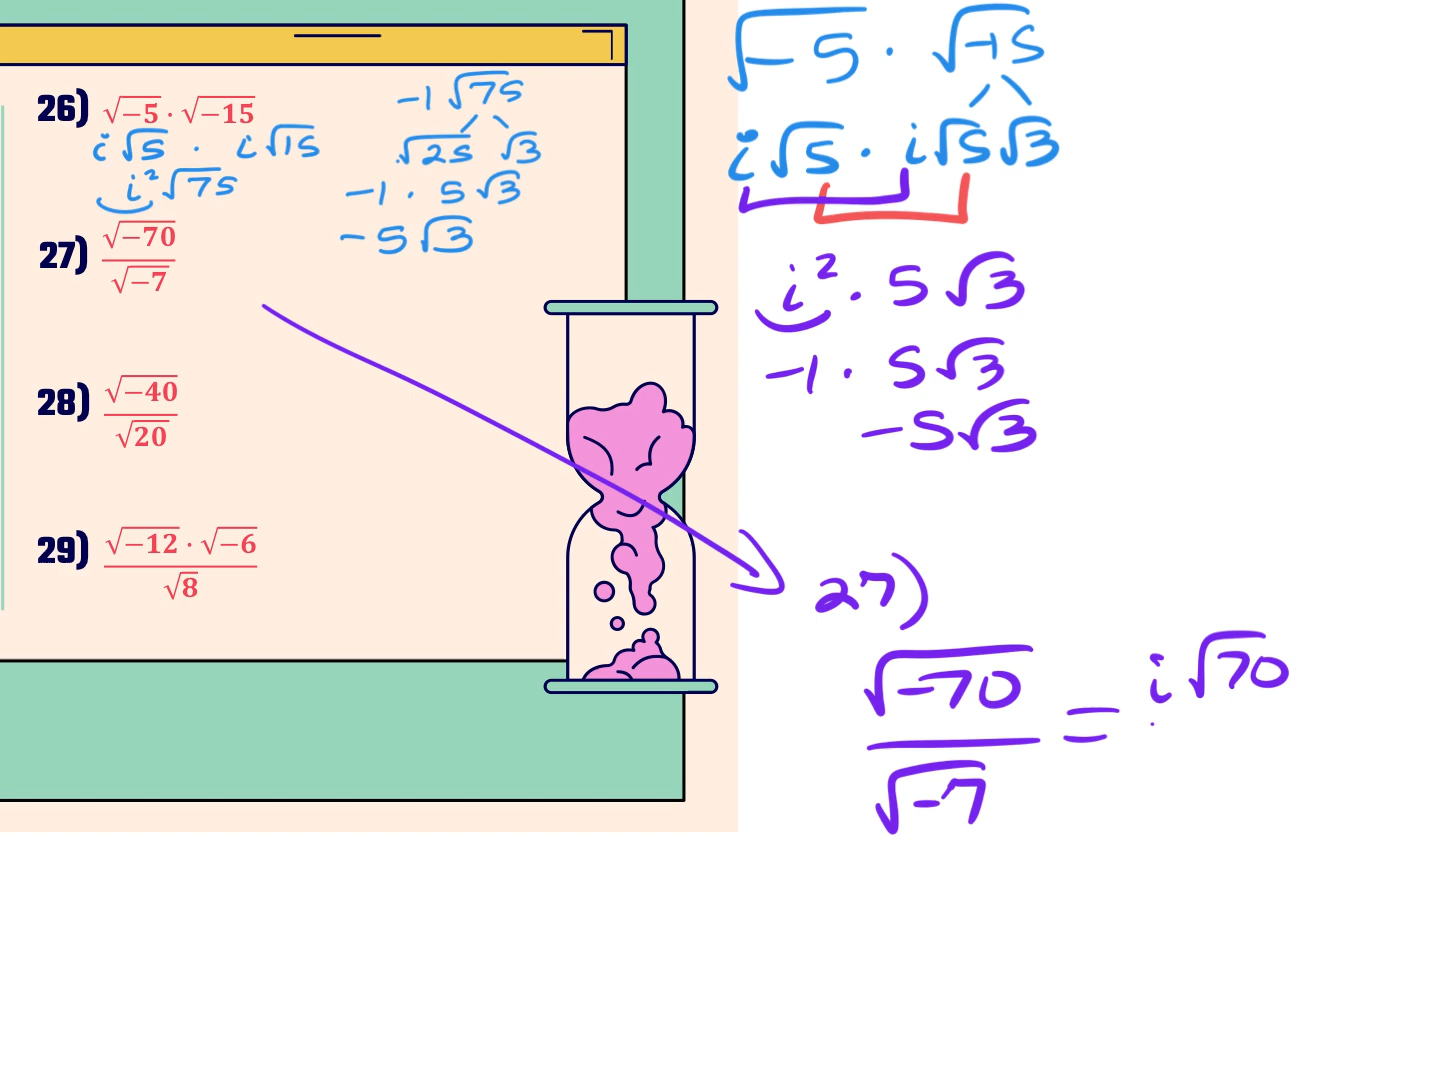 26) √-5 · √-15
i√5 · i√15
i²√75
-1√75
√25 √3
-1 · 5√3
-5√3
27) √-70 / √-7
28) √-40 / √20
29) √-12 · √-6 / √8
√-5 · √-15
i√5 · i√5√3
i² · 5√3
-1 · 5√3
-5√3
27)
√-70 / √-7 = i√70